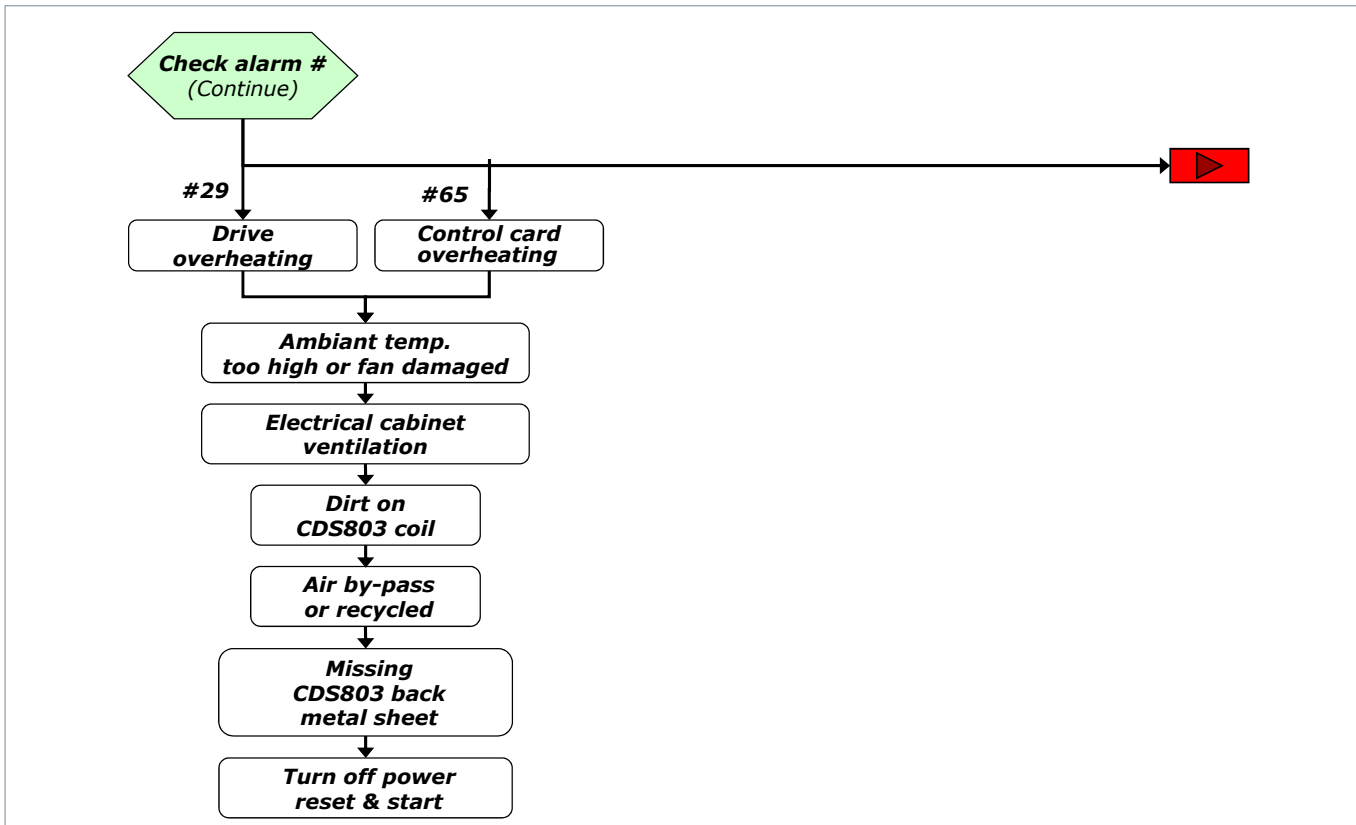 Check alarm #
(Continue)
#29
#65
Drive
overheating
Control card
overheating
Ambiant temp.
too high or fan damaged
Electrical cabinet
ventilation
Dirt on
CDS803 coil
Air by-pass
or recycled
Missing
CDS803 back
metal sheet
Turn off power
reset & start